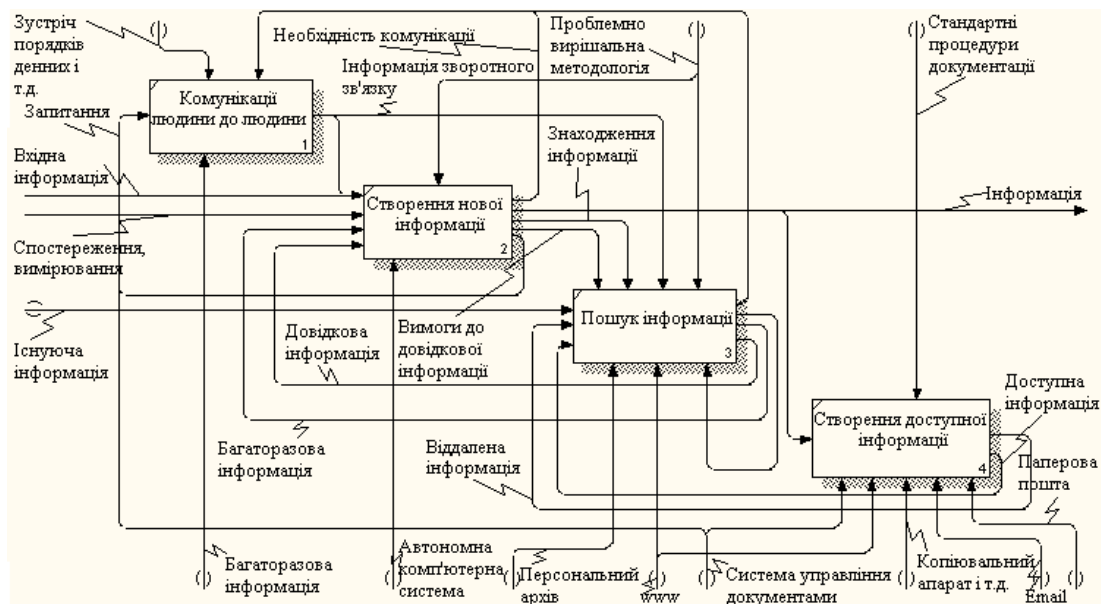 Зустріч
порядків
денних і
т.д.
Необхідність комунікації
Проблемно
вирішальна
методологія
Стандартні
процедури
документації
Інформація зворотного
зв'язку
Запитання
Комунікації
людини до людини
1
Знаходження
інформації
Вхідна
інформація
Створення нової
інформації
2
Інформація
Спостереження,
вимірювання
Пошук інформації
3
Існуюча
інформація
Довідкова
інформація
Вимоги до
довідкової
інформації
Доступна
інформація
Створення доступної
інформації
4
Багаторазова
інформація
Віддалена
інформація
Паперова
пошта
Багаторазова
інформація
Автономна
комп'ютерна
система
Персональний
архів
www
Система управління
документами
Копіювальний
апарат і т.д.
Email